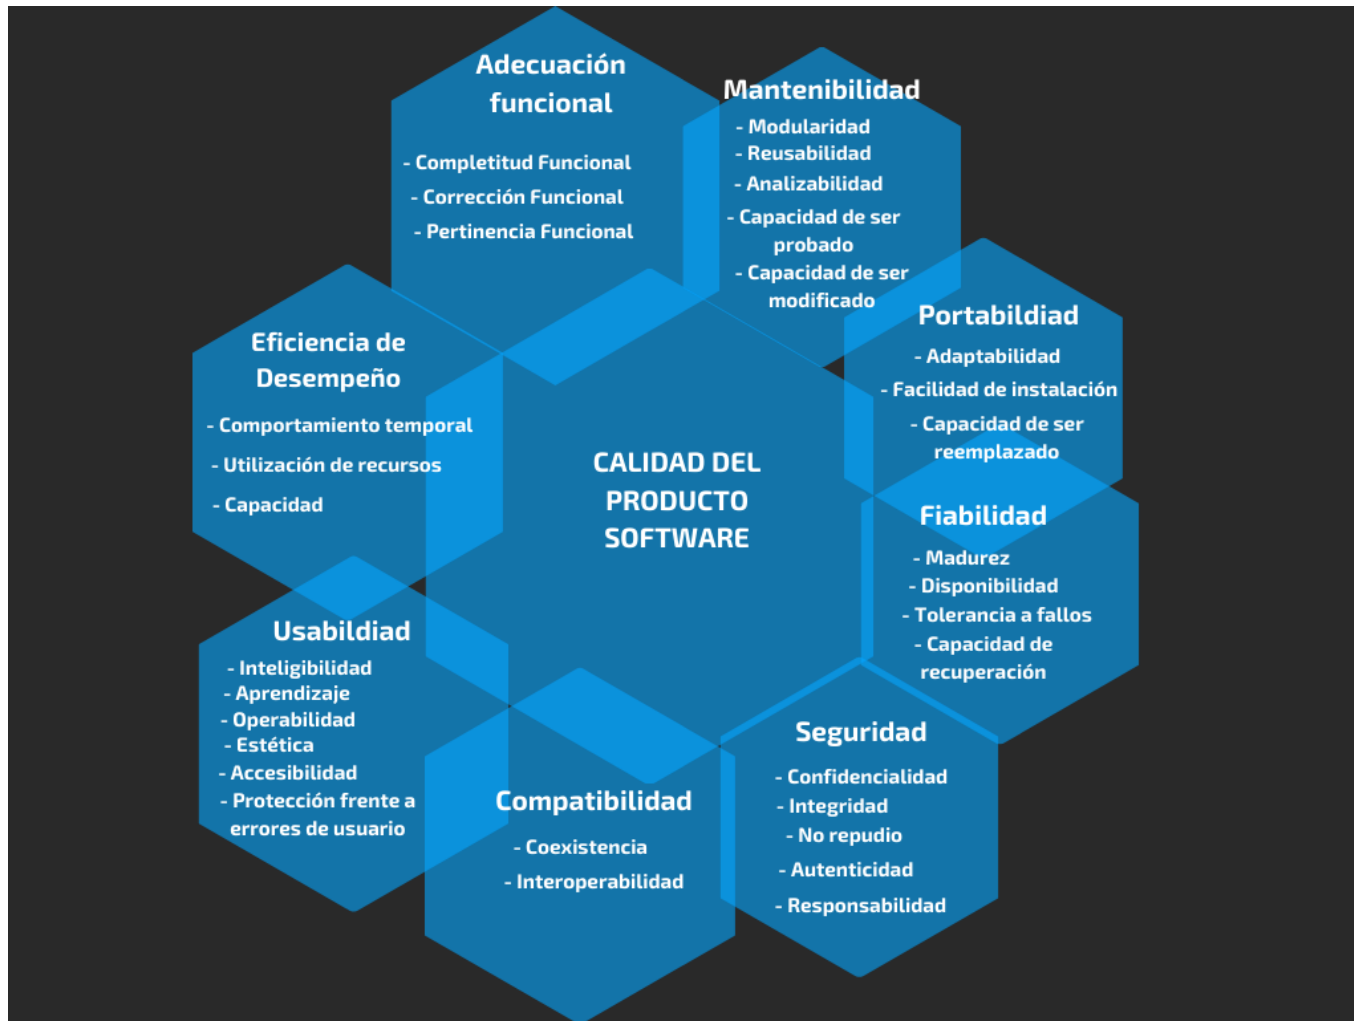 Adecuación
funcional
- Completitud Funcional
- Corrección Funcional
- Pertinencia Funcional
Mantenibilidad
- Modularidad
- Reusabilidad
- Analizabilidad
- Capacidad de ser
probado
- Capacidad de ser
modificado
Portabildiad
- Adaptabilidad
- Facilidad de instalación
- Capacidad de ser
reemplazado
Eficiencia de
Desempeño
- Comportamiento temporal
- Utilización de recursos
- Capacidad
CALIDAD DEL
PRODUCTO
SOFTWARE
Fiabilidad
- Madurez
- Disponibilidad
- Tolerancia a fallos
- Capacidad de
recuperación
Usabildiad
- Inteligibilidad
- Aprendizaje
- Operabilidad
- Estética
- Accesibilidad
- Protección frente a
errores de usuario
Compatibilidad
- Coexistencia
- Interoperabilidad
Seguridad
- Confidencialidad
- Integridad
- No repudio
- Autenticidad
- Responsabilidad